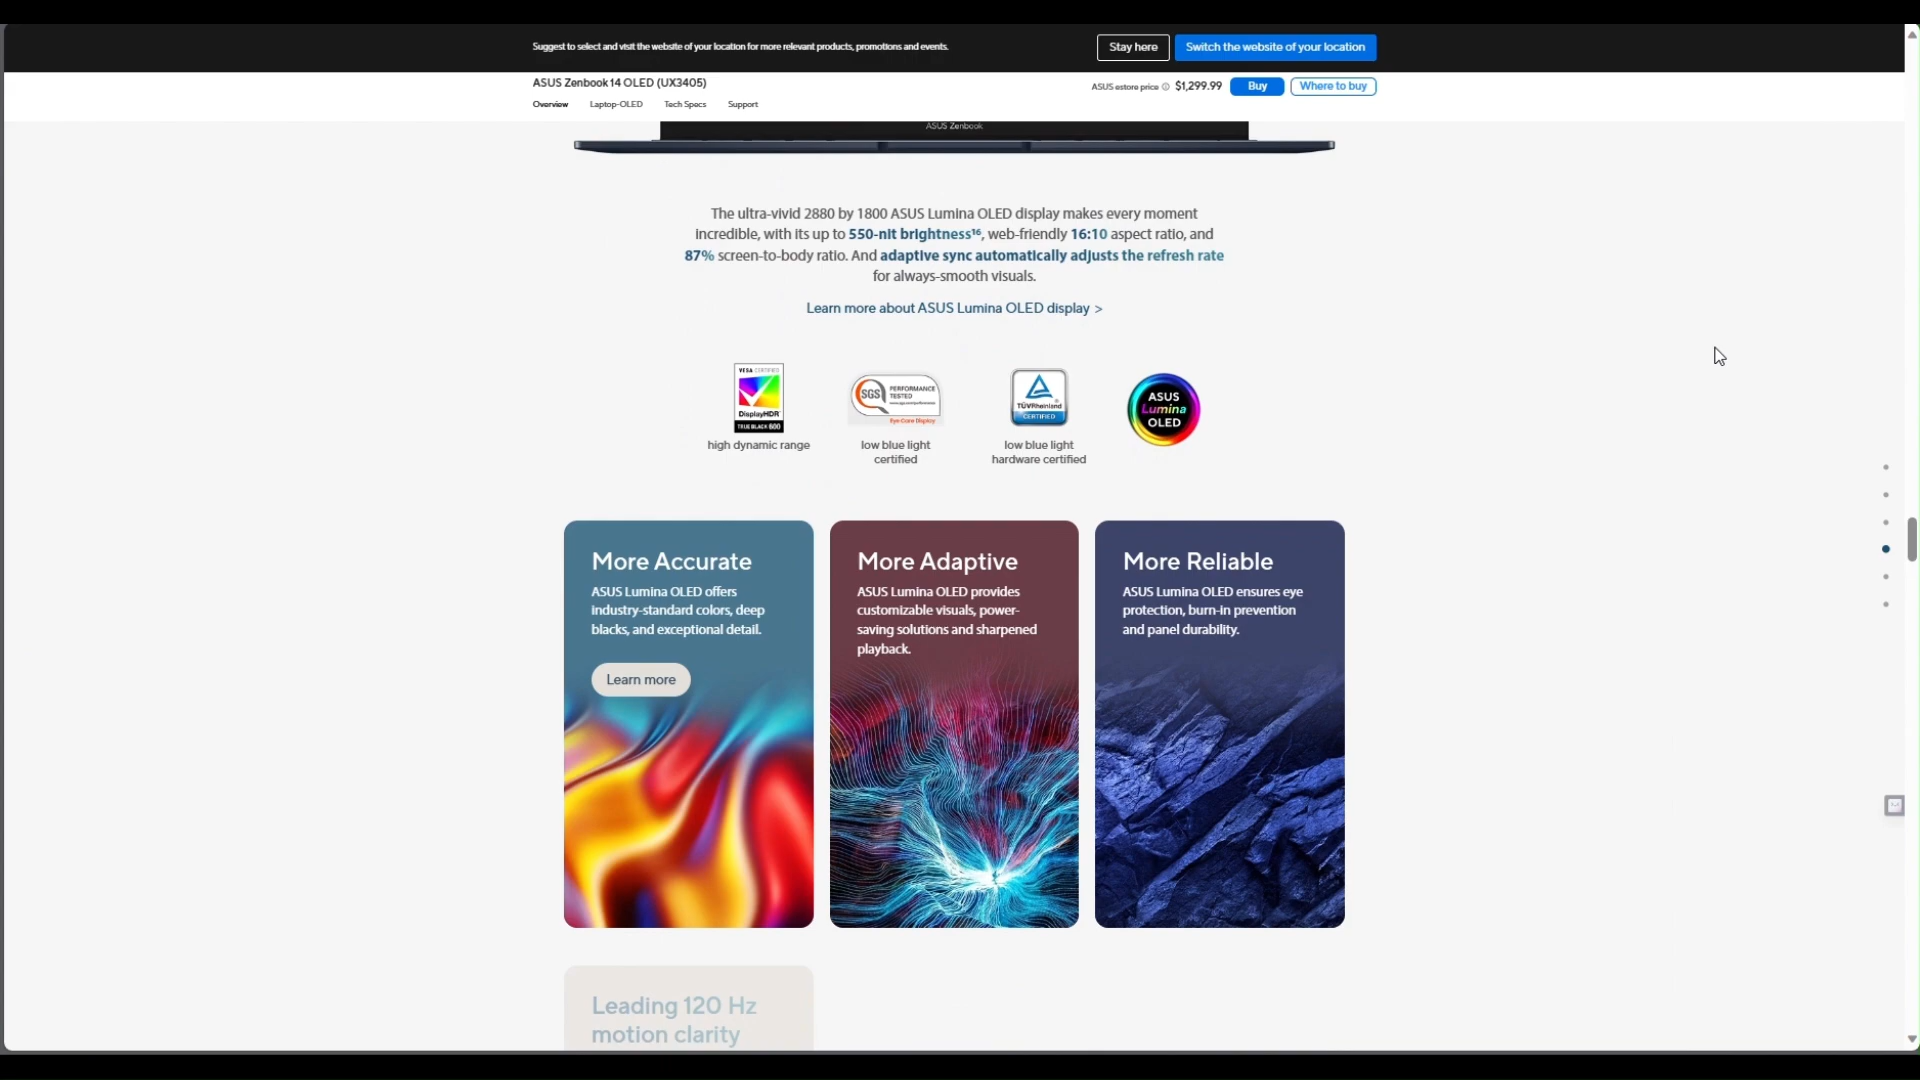 Suggest to select and visit the website of your location for more relevant products, promotions and events.
Stay here
Switch the website of your location
ASUS Zenbook 14 OLED (UX3405)
ASUS estore price
$1,299.99
Buy
Where to buy
Overview
Laptop-OLED
Tech Specs
Support
ASUS Zenbook
The ultra-vivid 2880 by 1800 ASUS Lumina OLED display makes every moment
incredible, with its up to 550-nit brightness¹⁶, web-friendly 16:10 aspect ratio, and
87% screen-to-body ratio. And adaptive sync automatically adjusts the refresh rate
for always-smooth visuals.
Learn more about ASUS Lumina OLED display >
VESA CERTIFIED
DisplayHDR
TRUE BLACK 600
high dynamic range
SGS
PERFORMANCE
TESTED
Eye Care Display
low blue light
certified
TÜVRheinland
CERTIFIED
low blue light
hardware certified
ASUS
Lumina
OLED
More Accurate
ASUS Lumina OLED offers
industry-standard colors, deep
blacks, and exceptional detail.
Learn more
More Adaptive
ASUS Lumina OLED provides
customizable visuals, power-
saving solutions and sharpened
playback.
More Reliable
ASUS Lumina OLED ensures eye
protection, burn-in prevention
and panel durability.
Leading 120 Hz
motion clarity